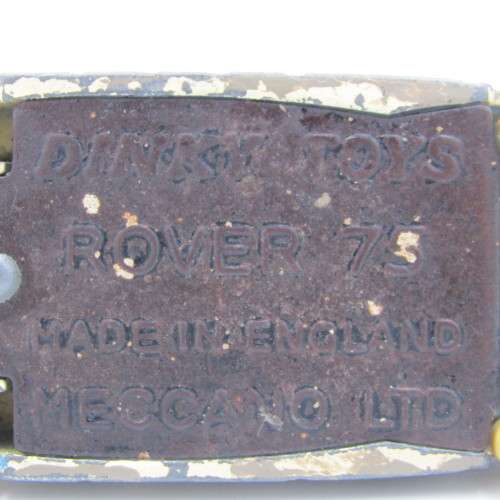 DINKY TOYS
ROVER 75
MADE IN ENGLAND
MECCANO LTD